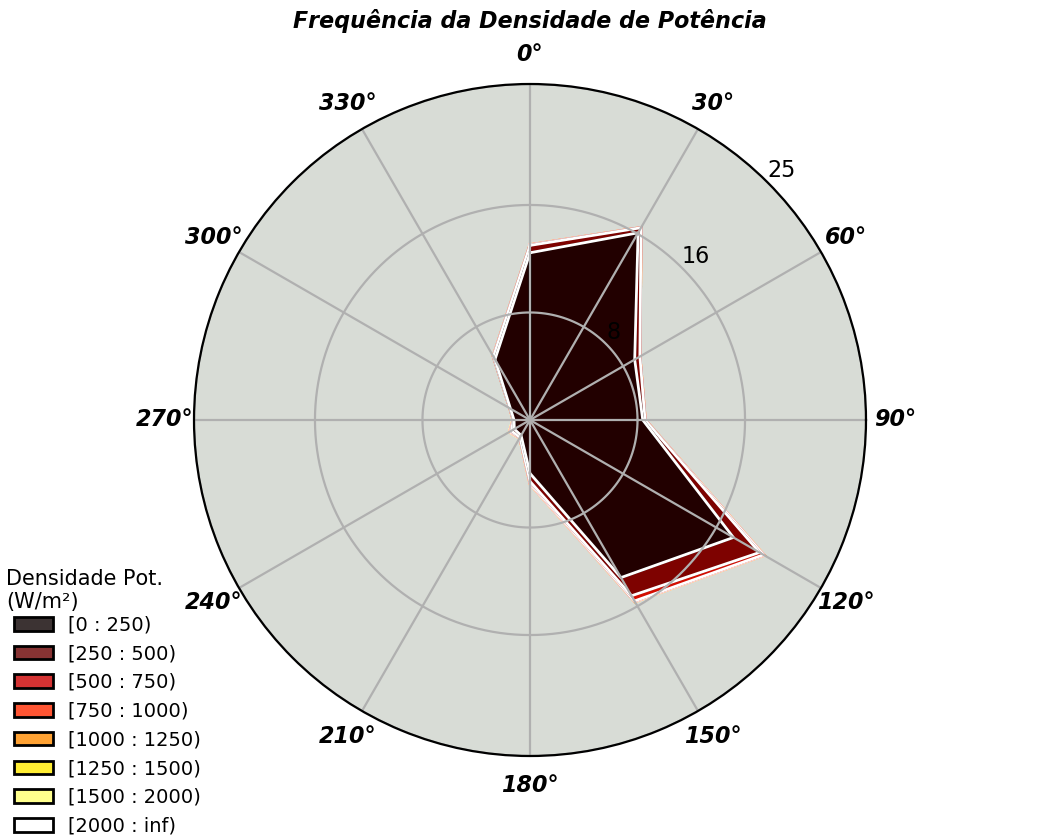 Frequência da Densidade de Potência
0°
330°
30°
25
300°
60°
16
8
270°
90°
240°
120°
210°
150°
180°
Densidade Pot.
(W/m²)
[0 : 250)
[250 : 500)
[500 : 750)
[750 : 1000)
[1000 : 1250)
[1250 : 1500)
[1500 : 2000)
[2000 : inf)